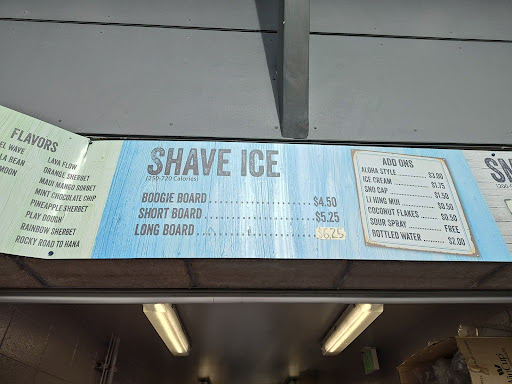 FLAVORS
EL WAVE
LA BEAN
MOON
LAVA FLOW
ORANGE SHERBET
MAUI MANGO SORBET
MINT CHOCOLATE CHIP
PINEAPPLE SHERBET
PLAY DOUGH
RAINBOW SHERBET
ROCKY ROAD TO HANA
SHAVE ICE
(250-720 Calories)
BOOGIE BOARD $4.50
SHORT BOARD $5.25
LONG BOARD $6.25
ADD ONS
ALOHA STYLE $3.00
ICE CREAM $1.75
SNO CAP $1.50
LI HING MUI $0.50
COCONUT FLAKES $0.50
SOUR SPRAY FREE
BOTTLED WATER $2.00
SM
(200-